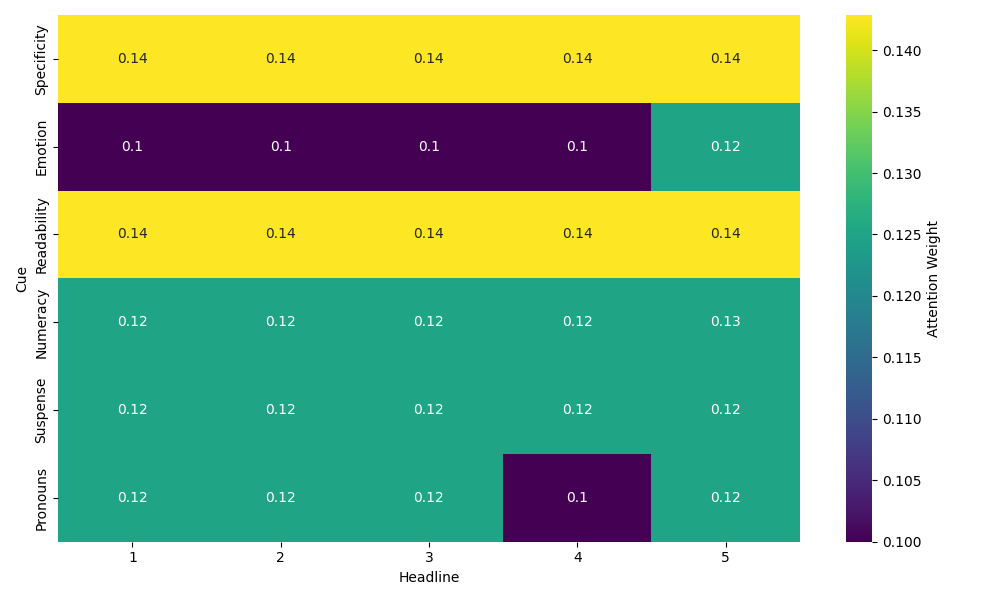 Specificity 0.14 0.14 0.14 0.14 0.14
Emotion 0.1 0.1 0.1 0.1 0.12
Readability 0.14 0.14 0.14 0.14 0.14
Numeracy 0.12 0.12 0.12 0.12 0.13
Suspense 0.12 0.12 0.12 0.12 0.12
Pronouns 0.12 0.12 0.12 0.1 0.12
Cue
1 2 3 4 5
Headline
0.140
0.135
0.130
0.125
0.120
0.115
0.110
0.105
0.100
Attention Weight